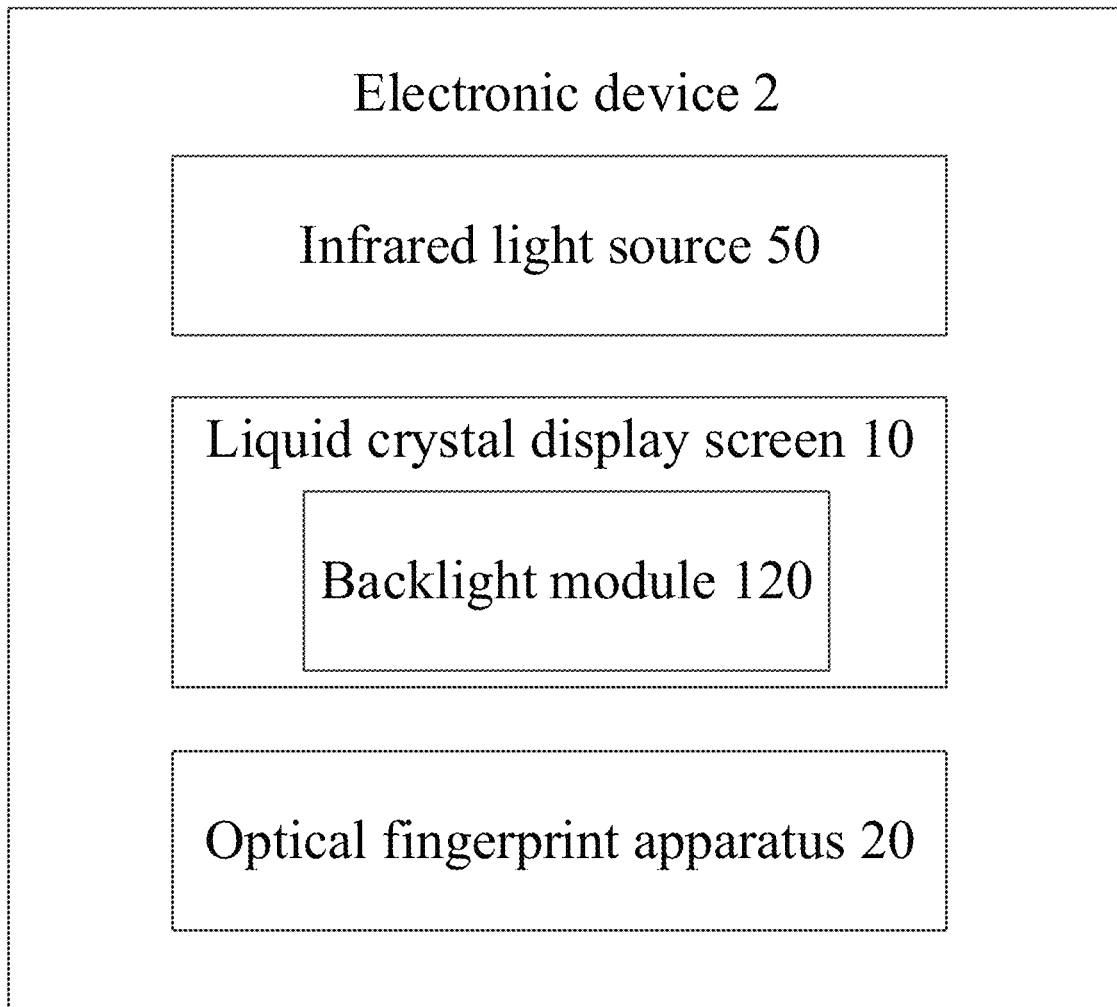 Electronic device 2
Infrared light source 50
Liquid crystal display screen 10
Backlight module 120
Optical fingerprint apparatus 20